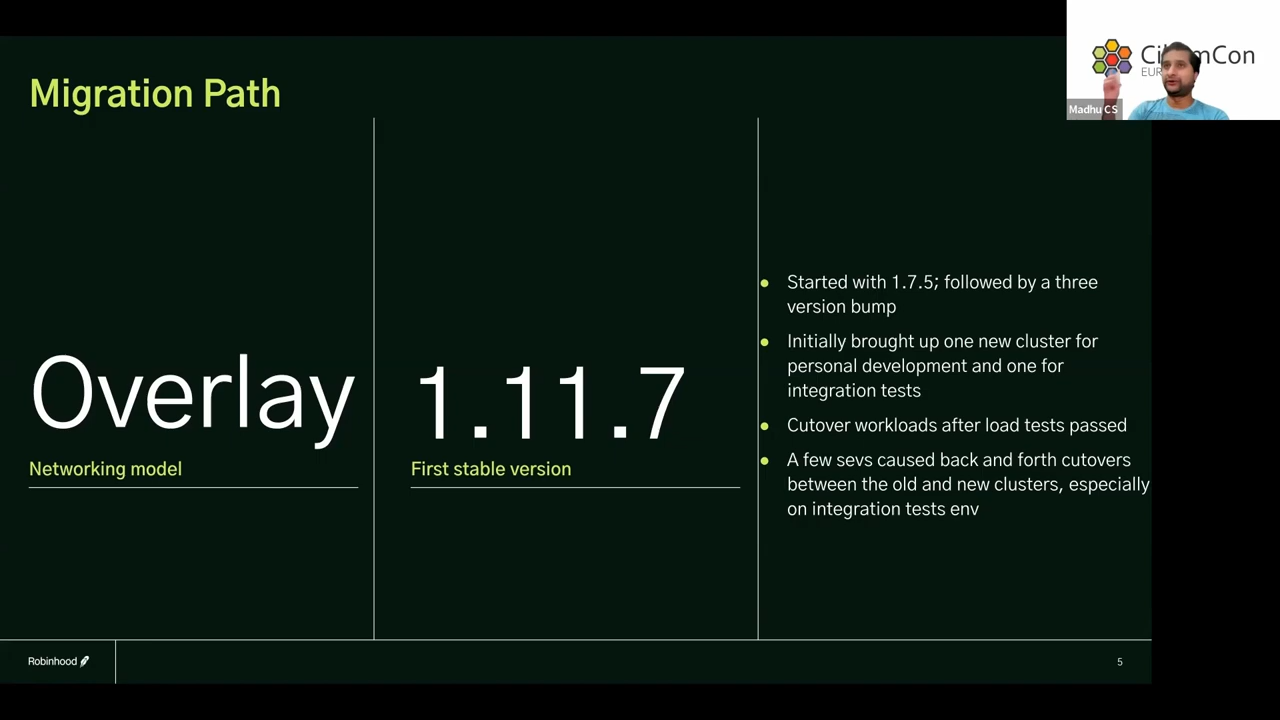 Migration Path
Overlay
Networking model
1.11.7
First stable version
Started with 1.7.5; followed by a three
version bump
Initially brought up one new cluster for
personal development and one for
integration tests
Cutover workloads after load tests passed
A few sevs caused back and forth cutovers
between the old and new clusters, especially
on integration tests env
Robinhood
5
Madhu CS